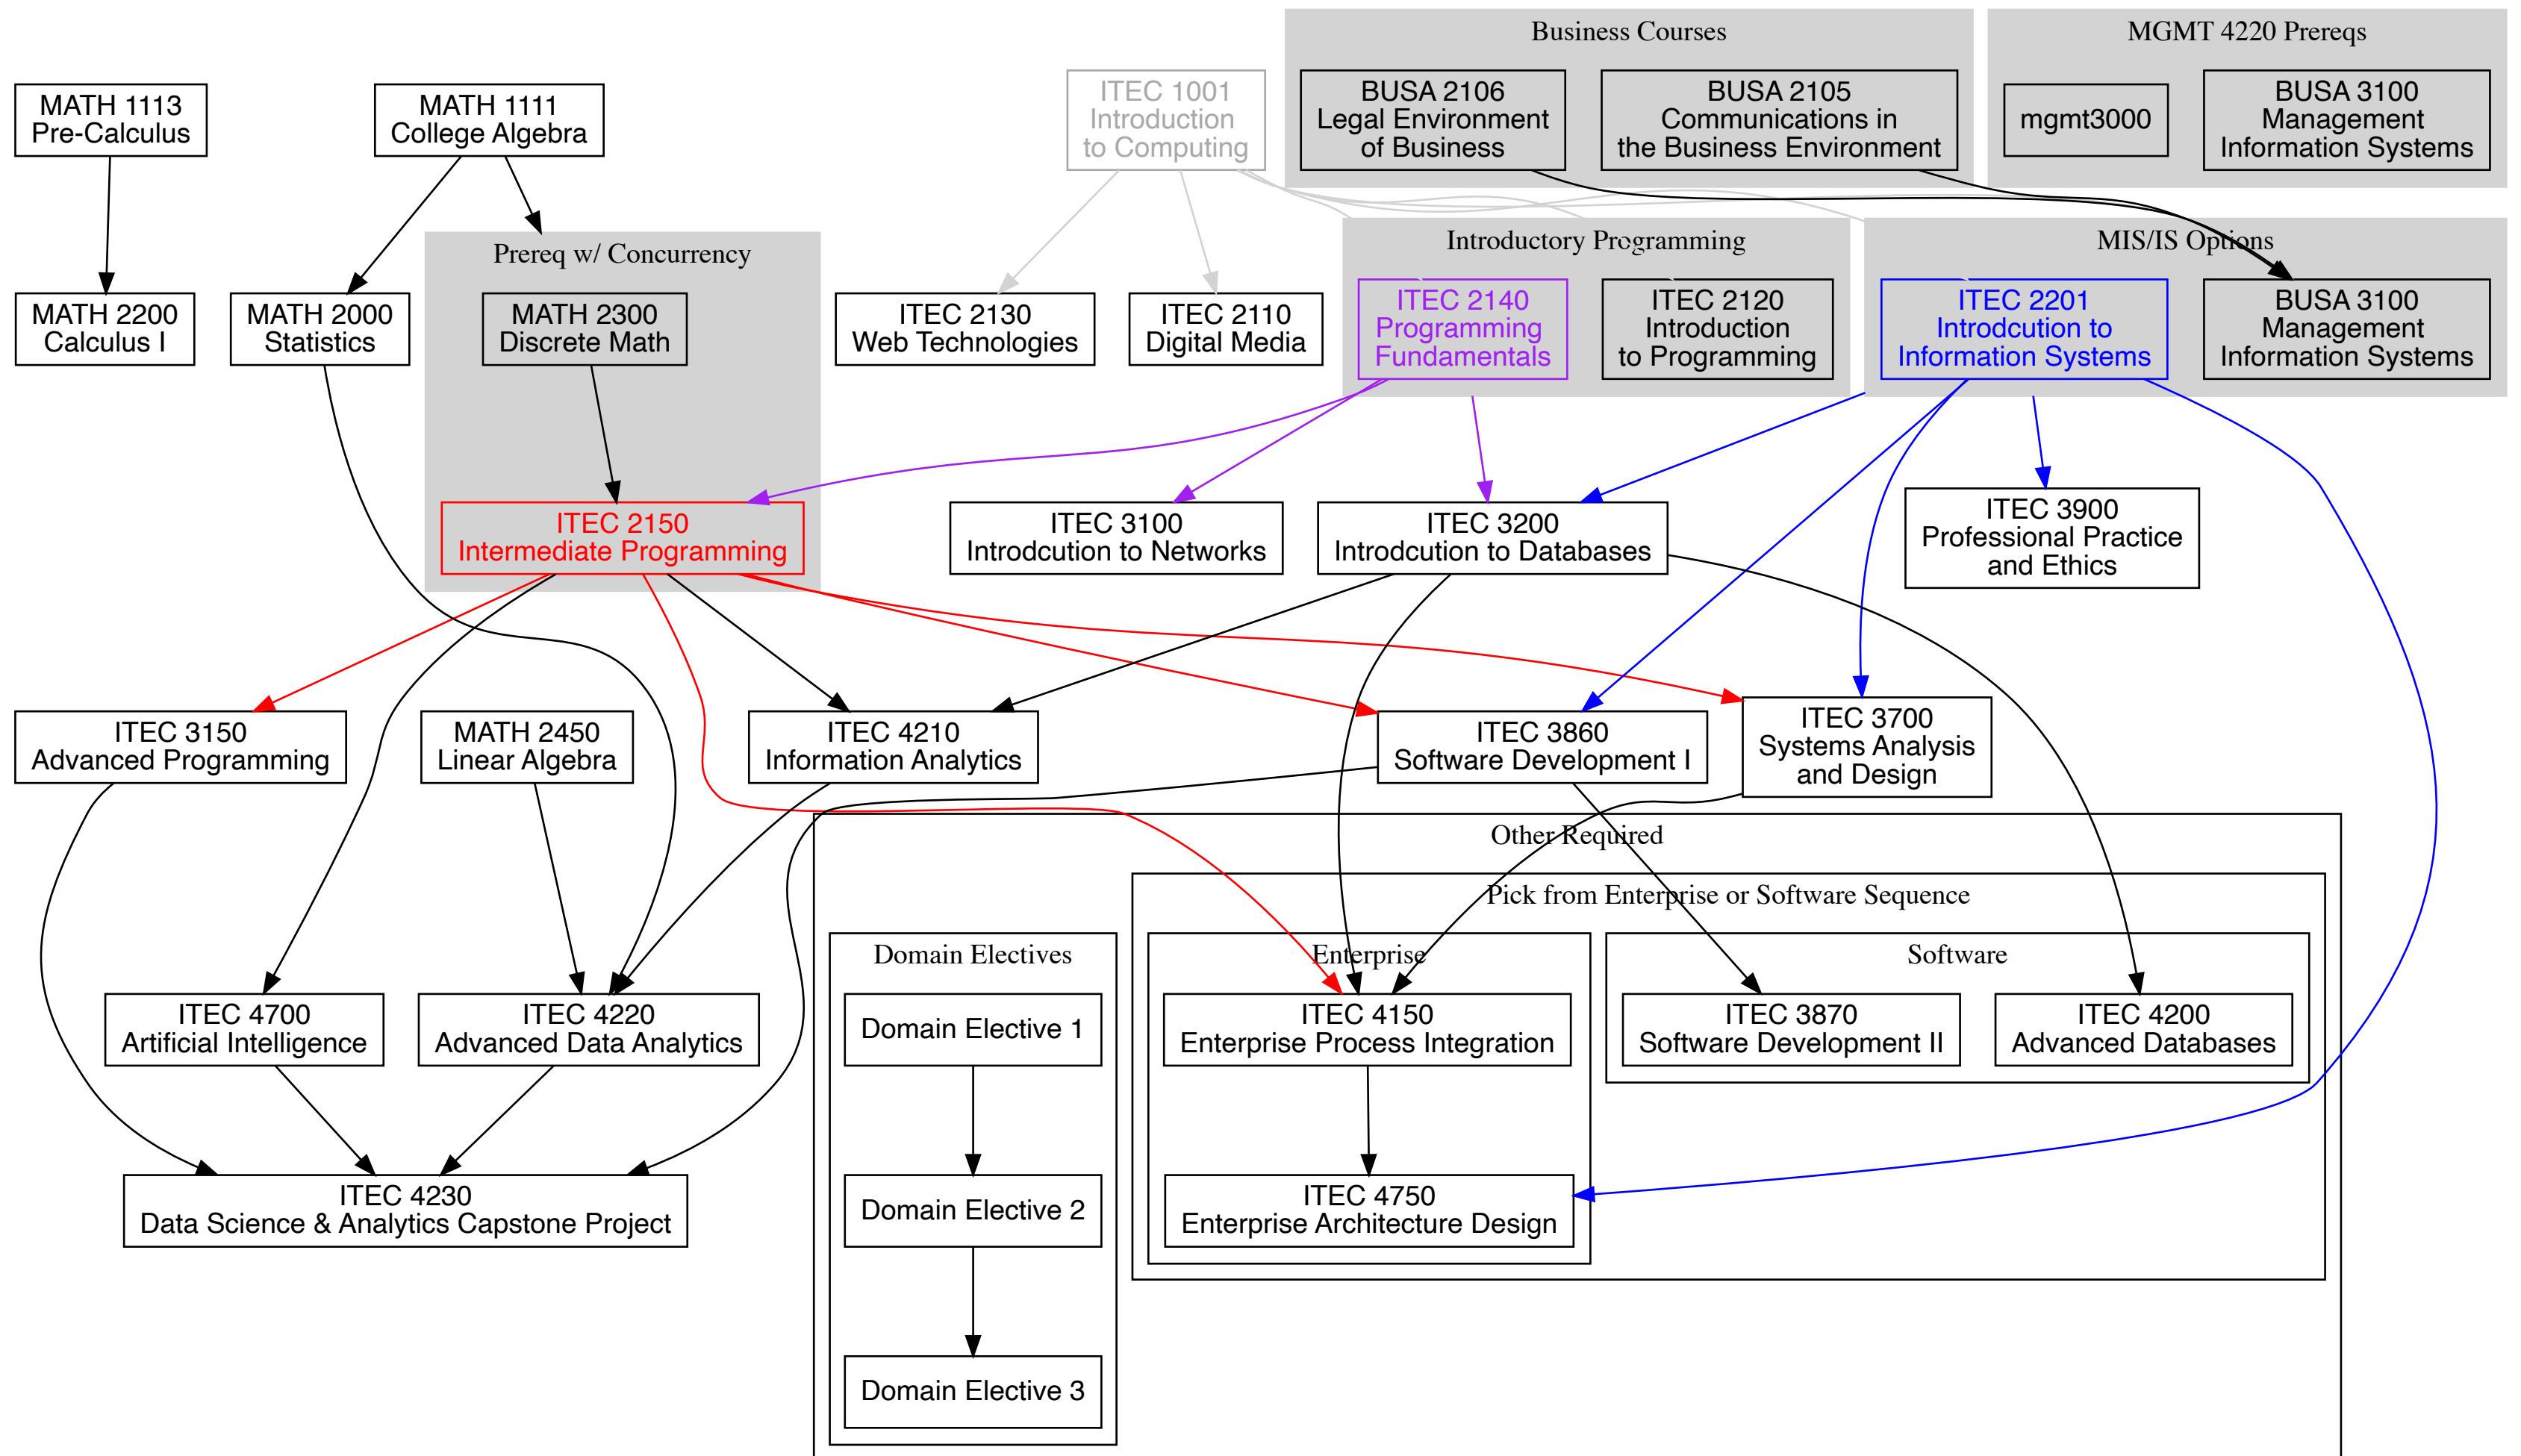 Business Courses
MGMT 4220 Prereqs
MATH 1113
Pre-Calculus
MATH 1111
College Algebra
ITEC 1001
Introduction
to Computing
BUSA 2106
Legal Environment
of Business
BUSA 2105
Communications in
the Business Environment
mgmt3000
BUSA 3100
Management
Information Systems
Prereq w/ Concurrency
Introductory Programming
MIS/IS Options
MATH 2200
Calculus I
MATH 2000
Statistics
MATH 2300
Discrete Math
ITEC 2130
Web Technologies
ITEC 2110
Digital Media
ITEC 2140
Programming
Fundamentals
ITEC 2120
Introduction
to Programming
ITEC 2201
Introdcution to
Information Systems
BUSA 3100
Management
Information Systems
ITEC 2150
Intermediate Programming
ITEC 3100
Introdcution to Networks
ITEC 3200
Introdcution to Databases
ITEC 3900
Professional Practice
and Ethics
ITEC 3150
Advanced Programming
MATH 2450
Linear Algebra
ITEC 4210
Information Analytics
ITEC 3860
Software Development I
ITEC 3700
Systems Analysis
and Design
Other Required
Pick from Enterprise or Software Sequence
Domain Electives
Enterprise
Software
ITEC 4700
Artificial Intelligence
ITEC 4220
Advanced Data Analytics
Domain Elective 1
ITEC 4150
Enterprise Process Integration
ITEC 3870
Software Development II
ITEC 4200
Advanced Databases
ITEC 4230
Data Science & Analytics Capstone Project
Domain Elective 2
ITEC 4750
Enterprise Architecture Design
Domain Elective 3